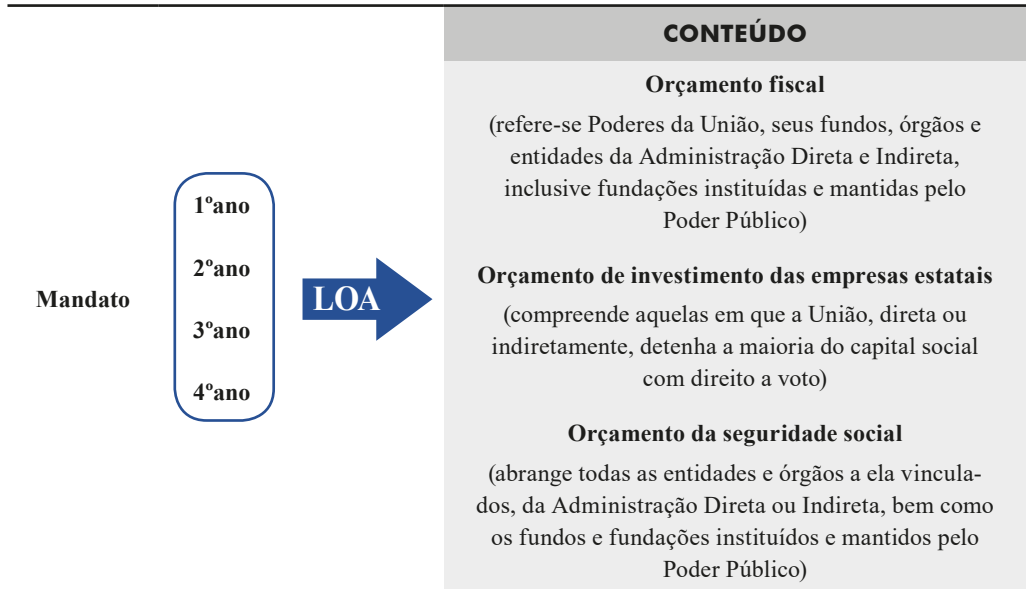 CONTEÚDO
Orçamento fiscal
(refere-se Poderes da União, seus fundos, órgãos e
entidades da Administração Direta e Indireta,
inclusive fundações instituídas e mantidas pelo
Poder Público)
Mandato
1ºano
2ºano
3ºano
4ºano
LOA
Orçamento de investimento das empresas estatais
(compreende aquelas em que a União, direta ou
indiretamente, detenha a maioria do capital social
com direito a voto)
Orçamento da seguridade social
(abrange todas as entidades e órgãos a ela vincula-
dos, da Administração Direta ou Indireta, bem como
os fundos e fundações instituídos e mantidos pelo
Poder Público)